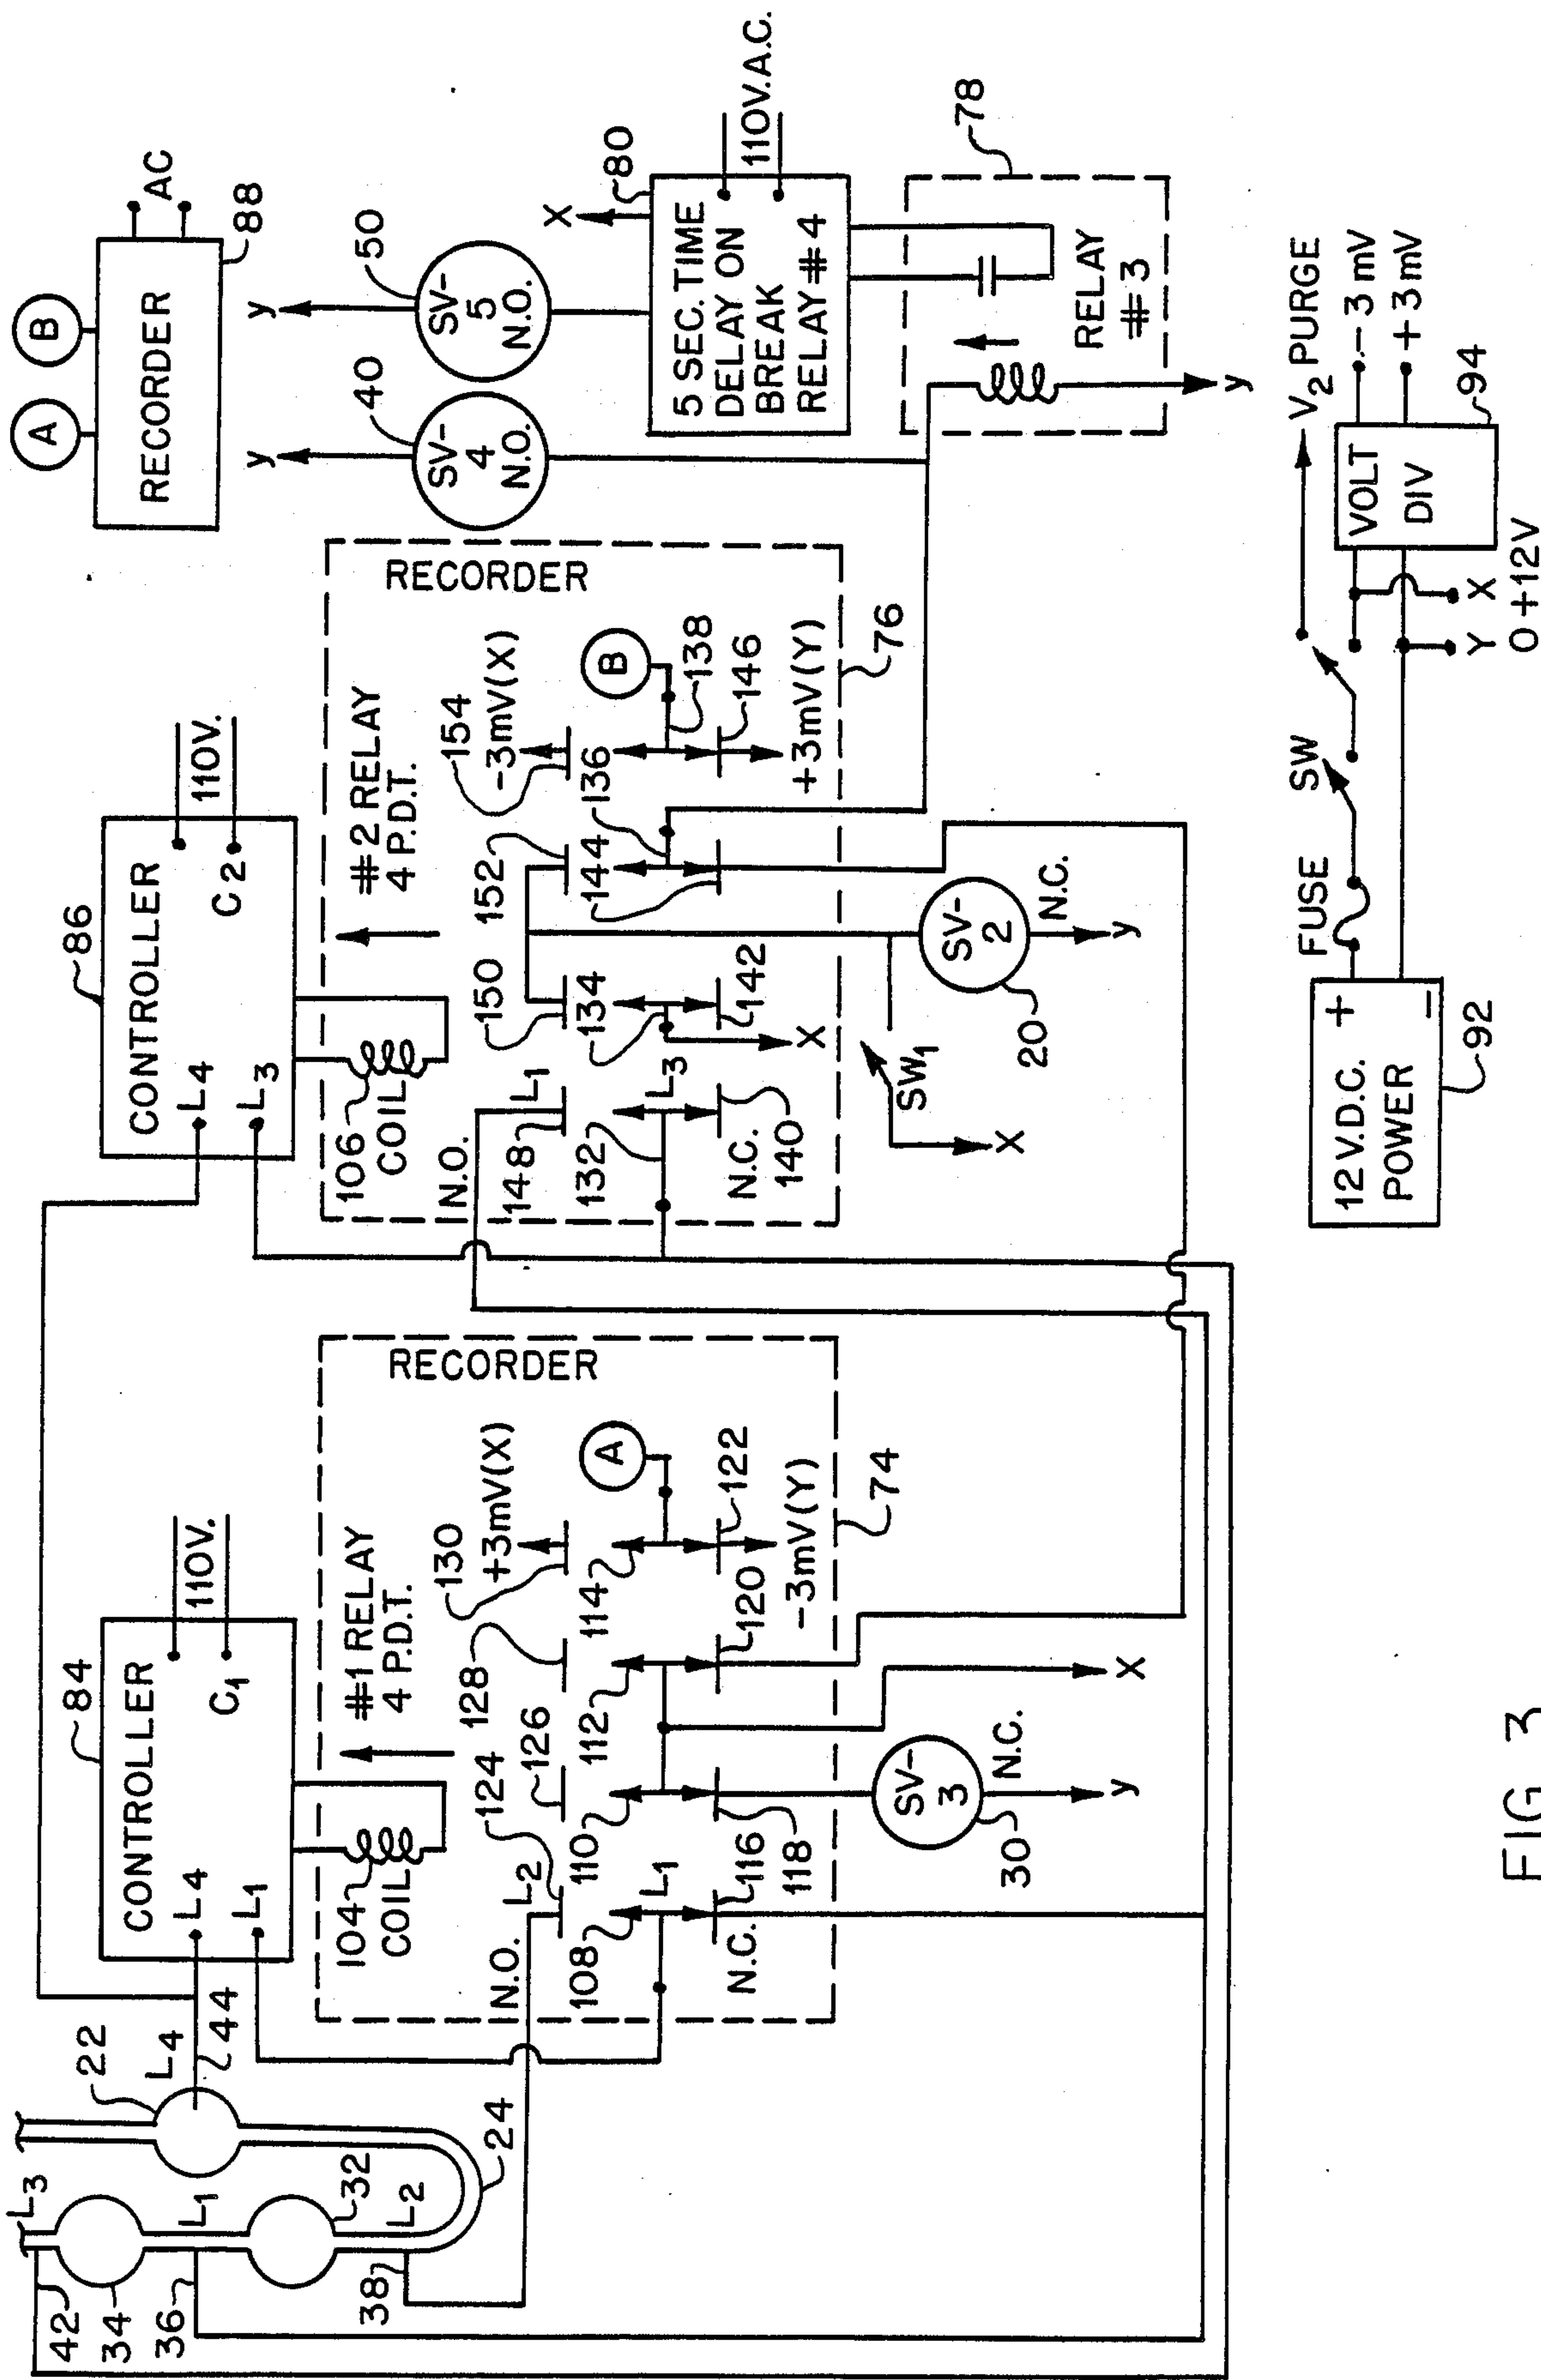 L3
42
34
L1
36
32
L2
38
24
22
L4
44
84
CONTROLLER
L4
L1
C1
110V.
104
COIL
#1 RELAY
4 P.D.T.
RECORDER
N.O.
L2
124
126
128
130
+3mV(X)
108
L1
110
112
114
A
N.C.
116
118
120
122
-3mV(Y)
74
SV-
3
N.C.
30
y
X
86
CONTROLLER
L4
L3
C2
110V.
106
COIL
#2 RELAY
4 P.D.T.
RECORDER
N.O.
L1
148
150
152
154
-3mV(X)
132
L3
134
144
136
B
138
N.C.
140
142
146
+3mV(Y)
76
X
SW1
X
SV-
2
N.C.
20
y
A
B
RECORDER
AC
88
y
y
X
40
50
80
SV-
4
N.O.
SV-
5
N.O.
5 SEC. TIME
DELAY ON
BREAK
RELAY #4
110V.A.C.
78
RELAY
#3
y
12 V.D.C.
POWER
+
-
92
FUSE
SW
V2 PURGE
VOLT
DIV
-3mV
+3mV
94
Y X
0 +12V
FIG. 3